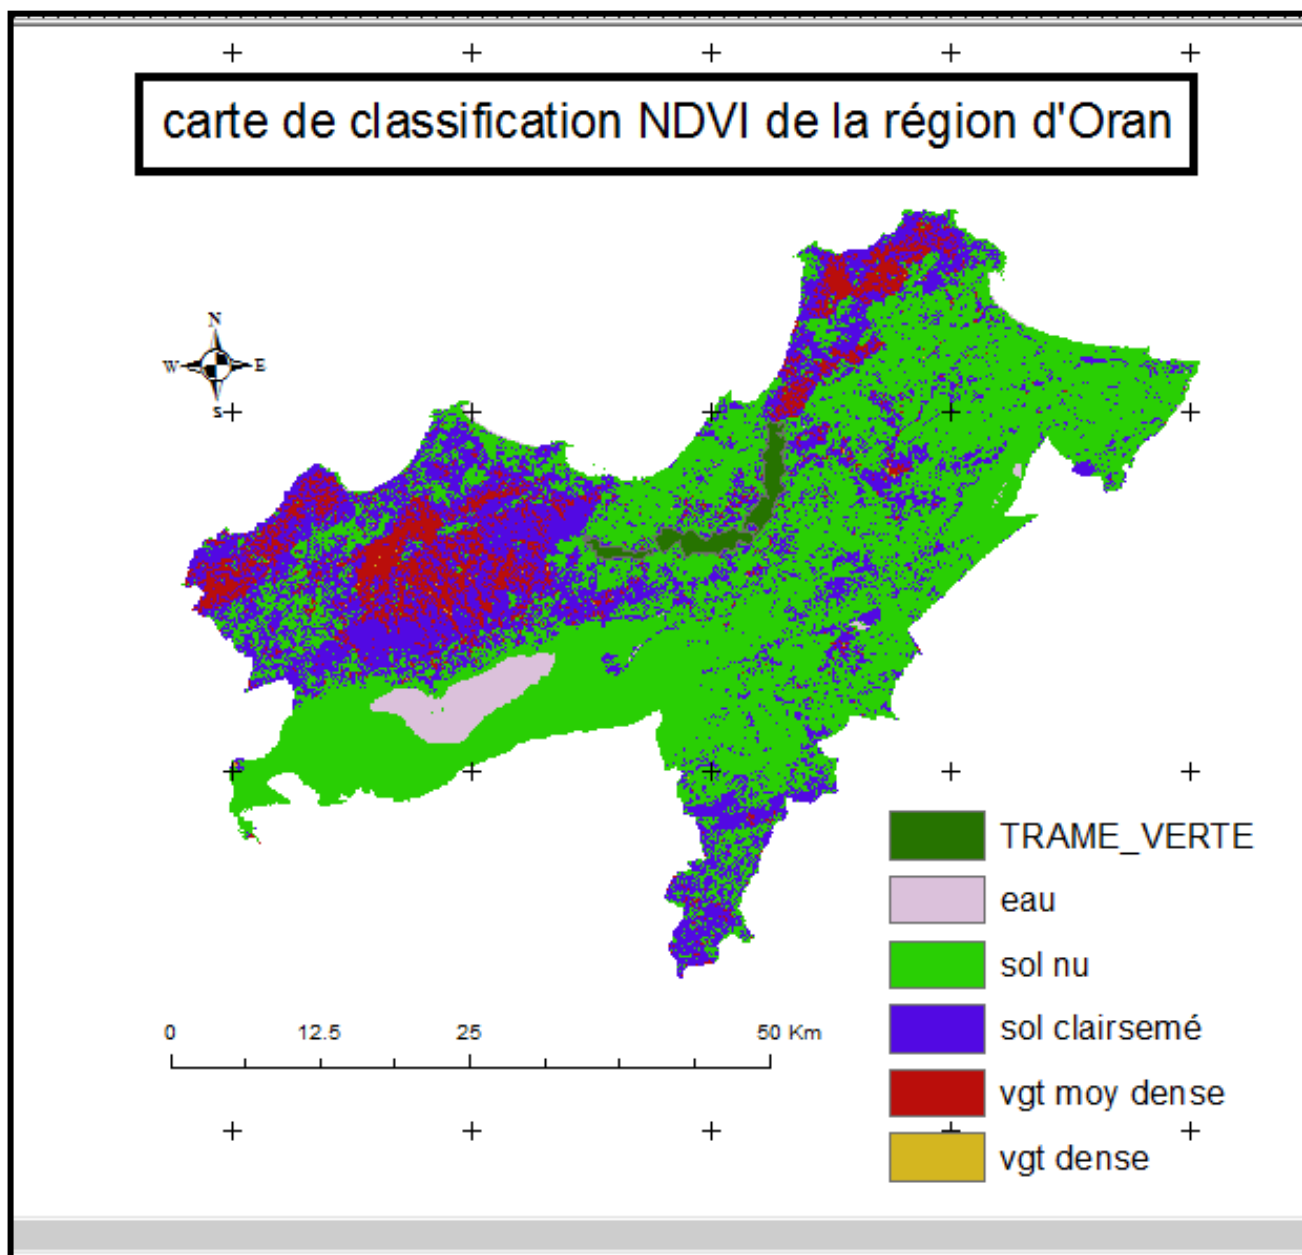 carte de classification NDVI de la région d'Oran
N
W E
S
0 12.5 25 50 Km
TRAME_VERTE
eau
sol nu
sol clairsemé
vgt moy dense
vgt dense